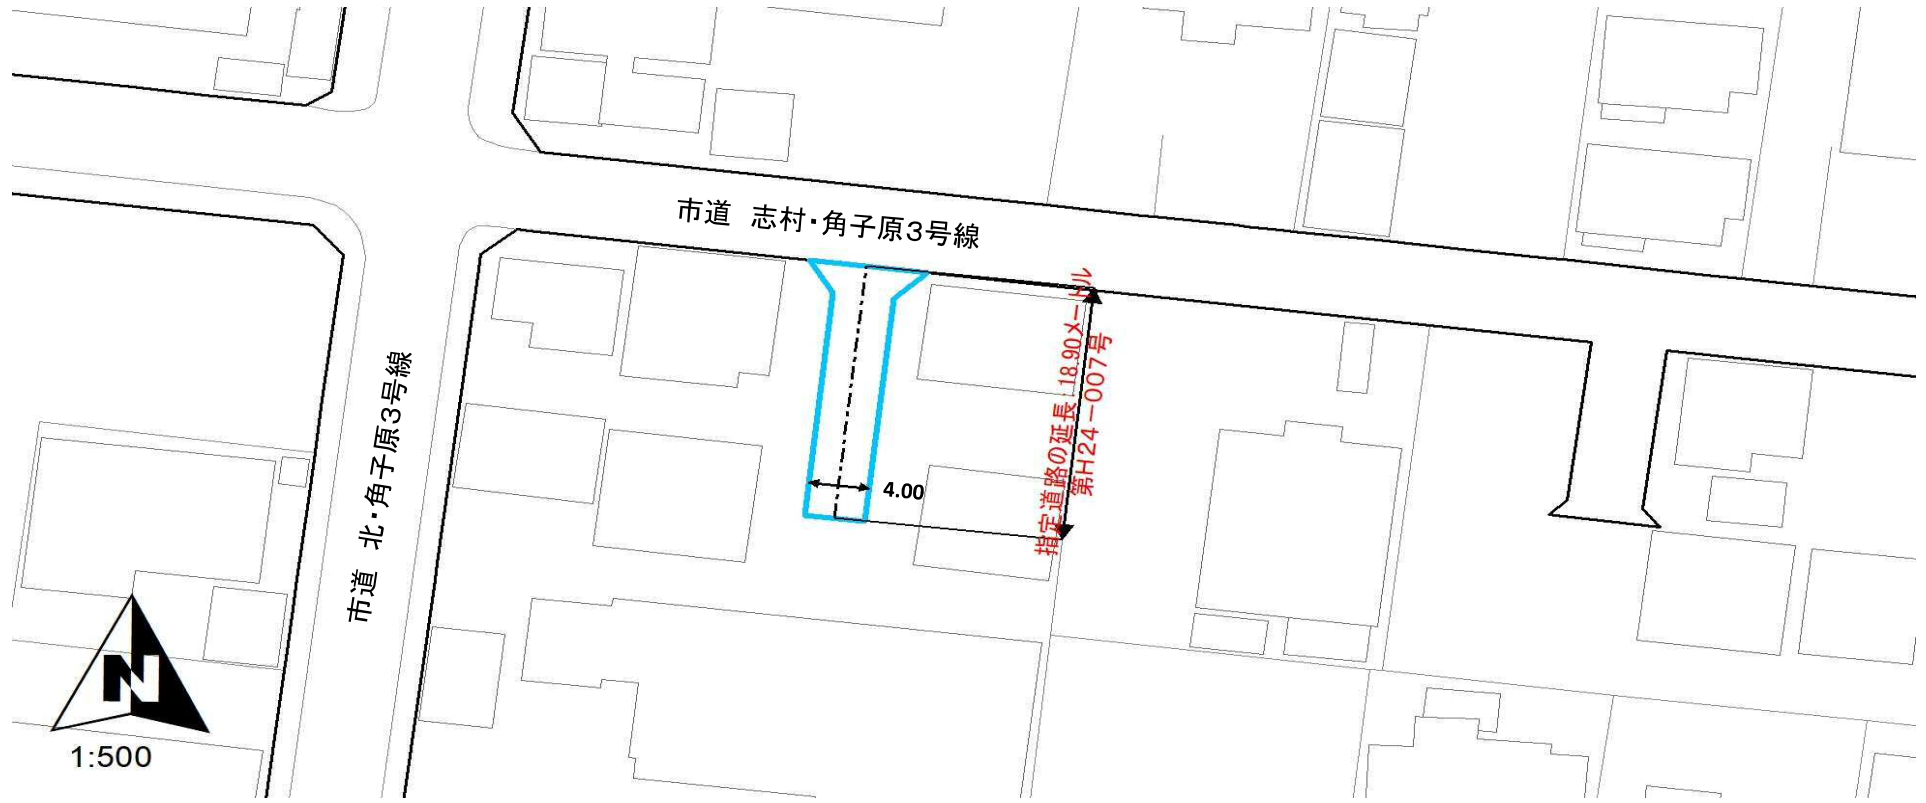 市道 志村・角子原3号線
市道 北・角子原3号線
指定道路の延長:18.90メートル
第H24-007号
4.00
N
1:500